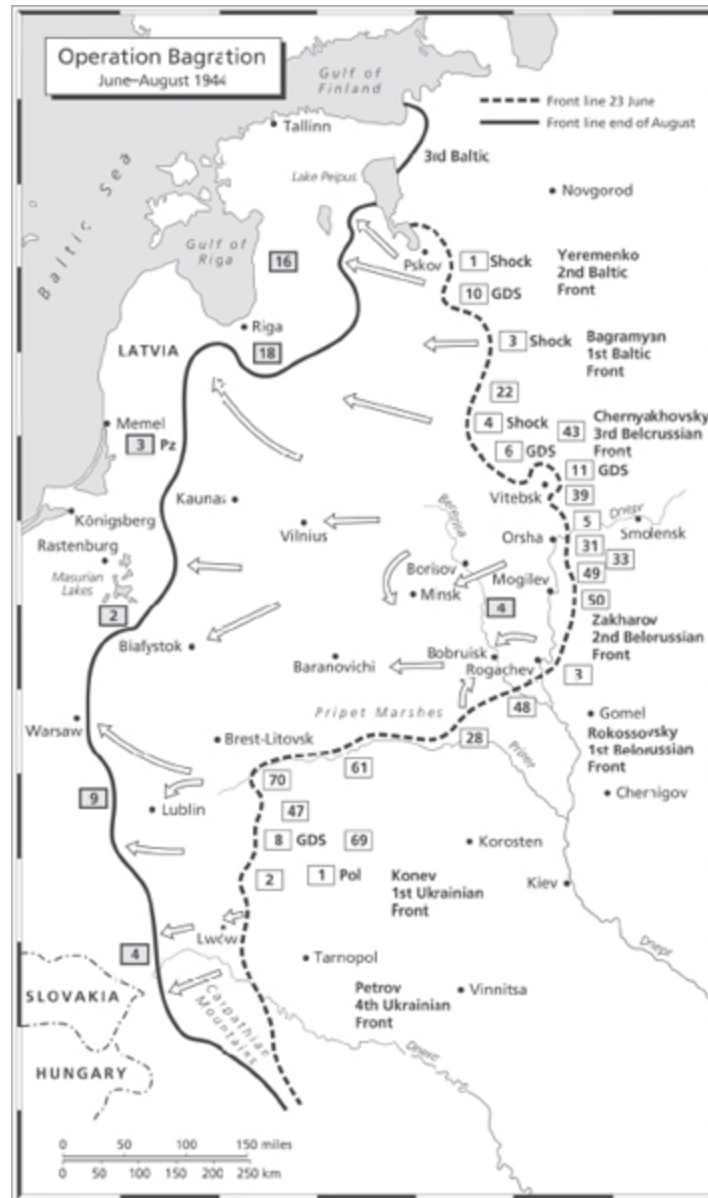 Operation Bagration
June–August 1944
Gulf of
Finland
Front line 23 June
Front line end of August
Tallinn
3rd Baltic
Baltic Sea
Lake Peipus
Novgorod
Gulf of
Riga
16
Pskov
1 Shock
Yeremenko
2nd Baltic
Front
10 GDS
Riga
18
LATVIA
3 Shock
Bagramyan
1st Baltic
Front
22
Memel
4 Shock
43
Chernyakhovsky
3rd Belorussian
Front
3 Pz
6 GDS
11 GDS
Vitebsk
39
Kaunas
Königsberg
Vilnius
Berezina
5
Dnepr
Smolensk
Rastenburg
Orsha
31
33
Masurian
Lakes
Borisov
Minsk
Mogilev
49
2
4
50
Zakharov
2nd Belorussian
Front
Białystok
Baranovichi
Bobruisk
Rogachev
3
Pripet Marshes
48
Gomel
Warsaw
Brest-Litovsk
28
Pripet
Rokossovsky
1st Belorussian
Front
61
70
Chernigov
9
Lublin
47
8 GDS
69
Korosten
2
1 Pol
Konev
1st Ukrainian
Front
Kiev
Lwów
4
Tarnopol
Dnepr
SLOVAKIA
Carpathian
Mountains
Petrov
4th Ukrainian
Front
Vinnitsa
HUNGARY
0 50 100 150 miles
0 50 100 150 200 250 km